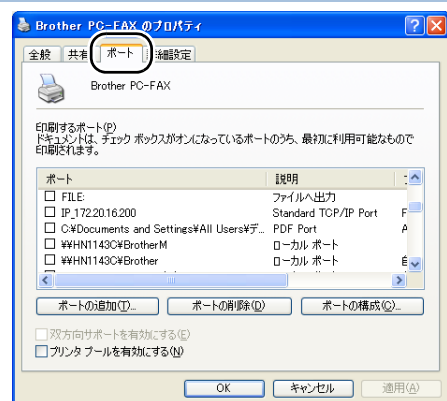 Brother PC-FAX のプロパティ
全般 共有 ポート 詳細設定
Brother PC-FAX
印刷するポート(P)
ドキュメントは、チェック ボックスがオンになっているポートのうち、最初に利用可能なもので
印刷されます。
ポート 説明
FILE: ファイルへ出力
IP_172.20.16.200 Standard TCP/IP Port F
C:¥Documents and Settings¥All Users¥デ... PDF Port A
¥¥HN1143C¥BrotherM ローカル ポート
¥¥HN1143C¥Brother ローカル ポート
ポートの追加(T)... ポートの削除(D) ポートの構成(C)...
双方向サポートを有効にする(E)
プリンタ プールを有効にする(N)
OK キャンセル 適用(A)